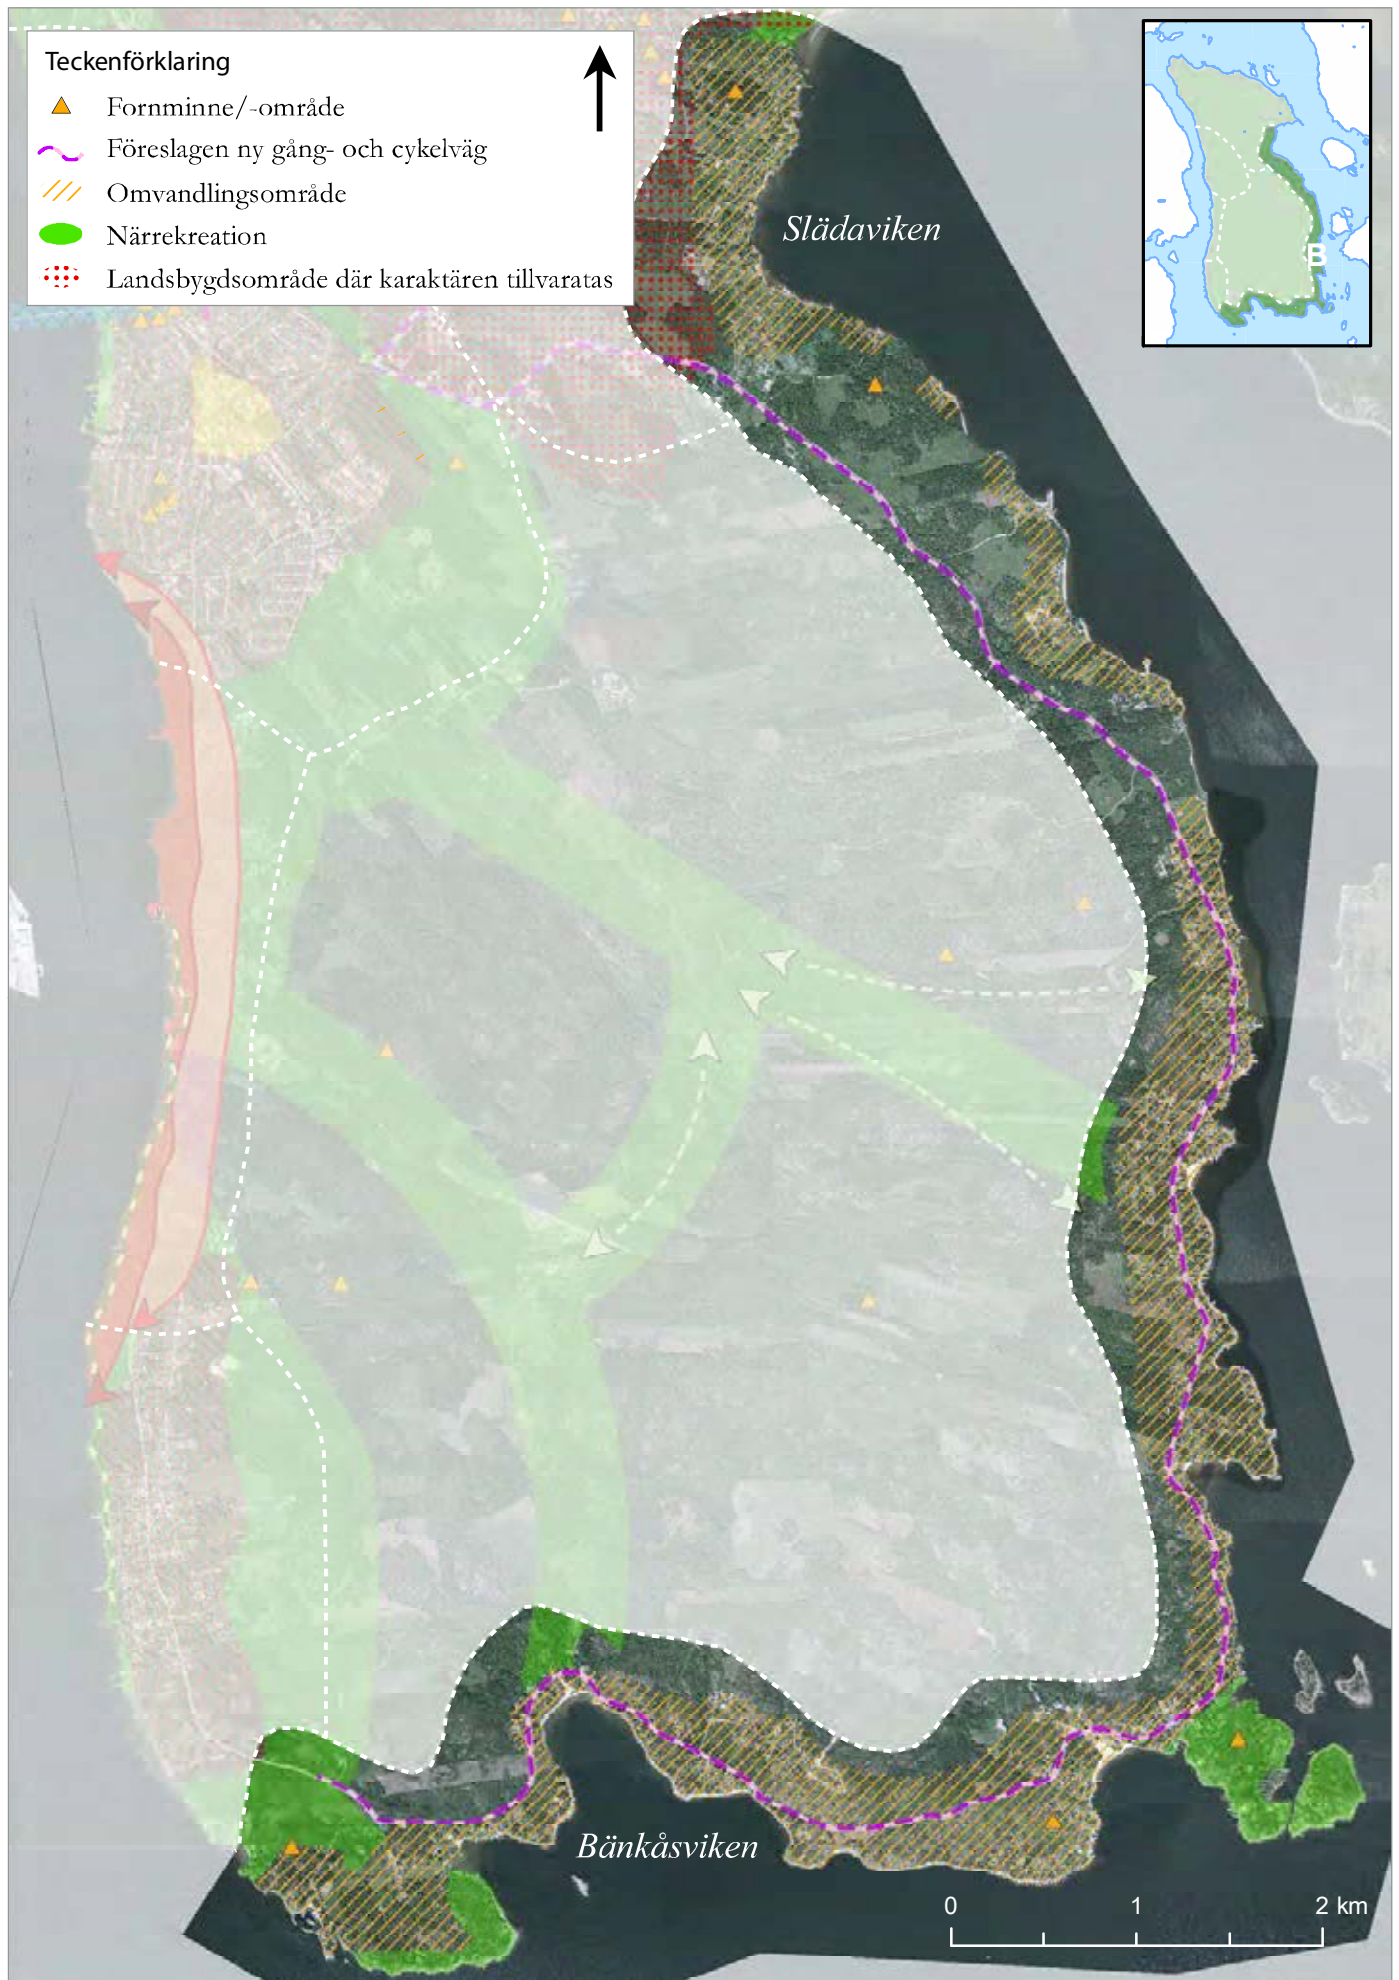 Teckenförklaring
Fornminne/-område
Föreslagen ny gång- och cykelväg
Omvandlingsområde
Närrekreation
Landsbygdsområde där karaktären tillvaratas
B
Slädaviken
Bänkåsviken
0 1 2 km